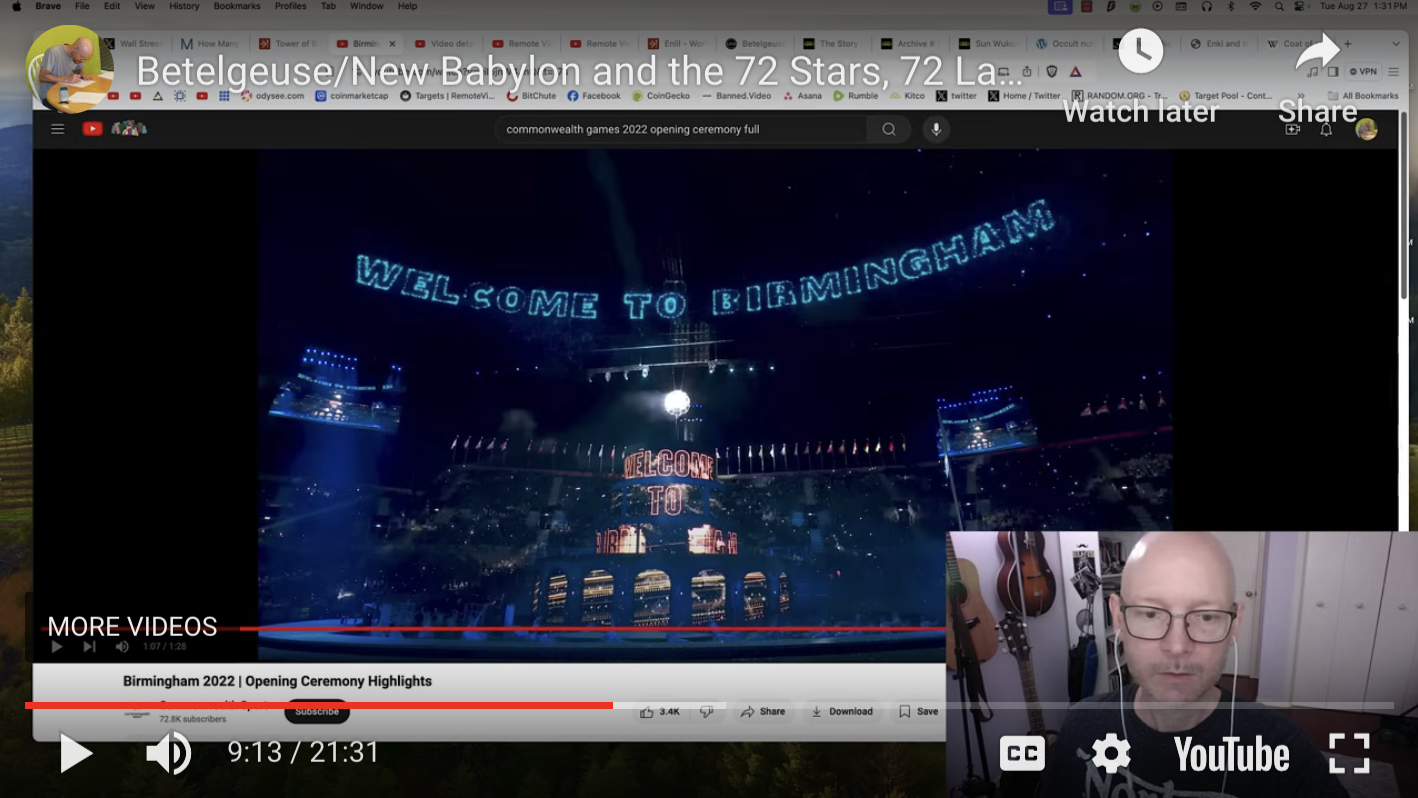 Brave File Edit View History Bookmarks Profiles Tab Window Help
Tue Aug 27 1:31 PM
Wall Stree
How Many
Tower of B
Birmin
Video deta
Remote Vi
Remote Vi
Enlil - Wor
Betelgeus
The Story
Archive #
Sun Wuko
Occult nu
Enki and t
Coat of
Betelgeuse/New Babylon and the 72 Stars, 72 La...
Watch later
Share
VPN
odysee.com
coinmarketcap
Targets | RemoteVi...
BitChute
Facebook
CoinGecko
Banned.Video
Asana
Rumble
Kitco
twitter
Home / Twitter
RANDOM.ORG - Tr...
Target Pool - Cont...
All Bookmarks
commonwealth games 2022 opening ceremony full
WELCOME TO BIRMINGHAM
WELCOME
TO
MORE VIDEOS
1:07 / 1:28
Birmingham 2022 | Opening Ceremony Highlights
72.8K subscribers
Subscribe
3.4K
Share
Download
Save
9:13 / 21:31
CC
YouTube